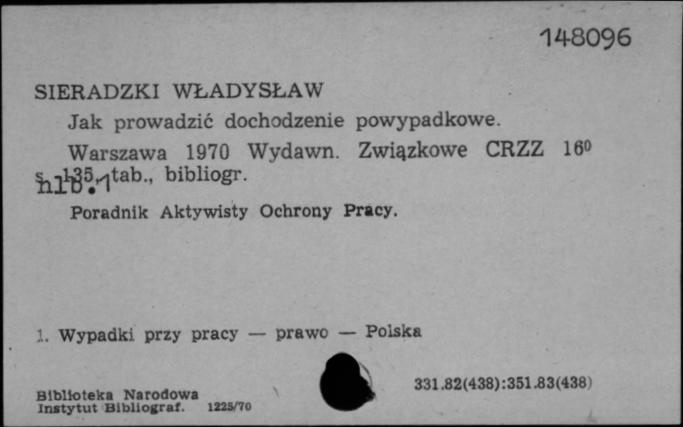 148096
SIERADZKI WŁADYSŁAW
Jak prowadzić dochodzenie powypadkowe.
Warszawa 1970 Wydawn. Związkowe CRZZ 16⁰
s. 135, nlb. 1 tab., bibliogr.
Poradnik Aktywisty Ochrony Pracy.
1. Wypadki przy pracy — prawo — Polska
331.82(438):351.83(438)
Biblioteka Narodowa
Instytut Bibliograf. 1225/70